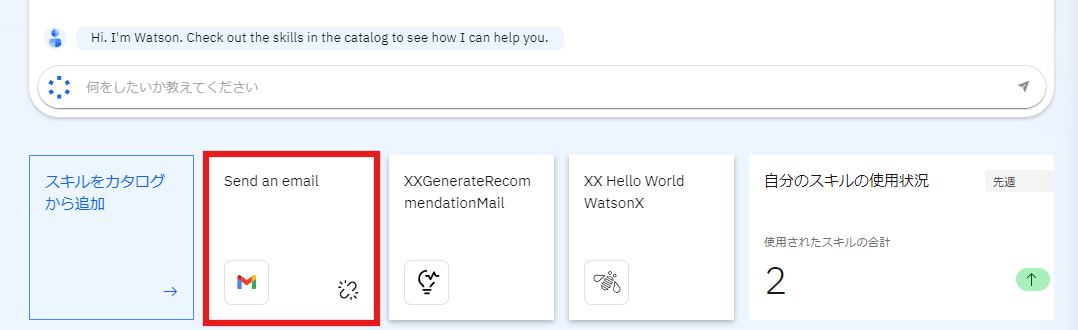 Hi. I'm Watson. Check out the skills in the catalog to see how I can help you.
何をしたいか教えてください
スキルをカタログ
から追加
Send an email
XXGenerateRecom
mendationMail
XX Hello World
WatsonX
自分のスキルの使用状況
先週
使用されたスキルの合計
2